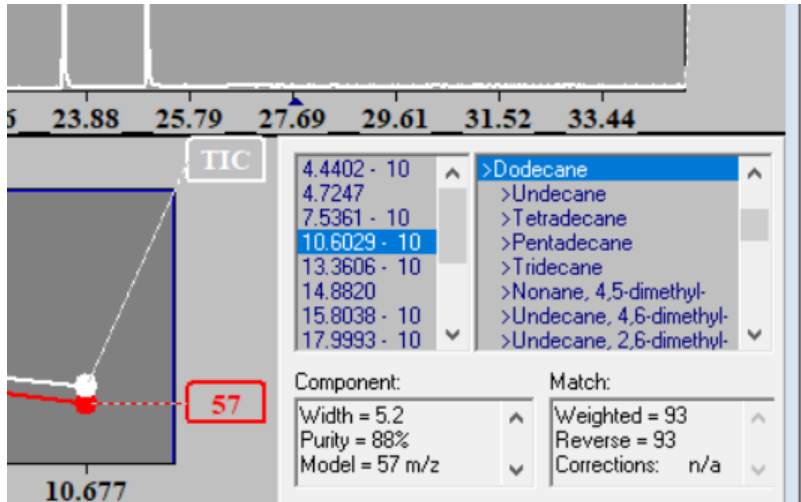 23.88 25.79 27.69 29.61 31.52 33.44
TIC
57
10.677
4.4402 - 10
4.7247
7.5361 - 10
10.6029 - 10
13.3606 - 10
14.8820
15.8038 - 10
17.9993 - 10
>Dodecane
>Undecane
>Tetradecane
>Pentadecane
>Tridecane
>Nonane, 4,5-dimethyl-
>Undecane, 4,6-dimethyl-
>Undecane, 2,6-dimethyl-
Component:
Width = 5.2
Purity = 88%
Model = 57 m/z
Match:
Weighted = 93
Reverse = 93
Corrections: n/a